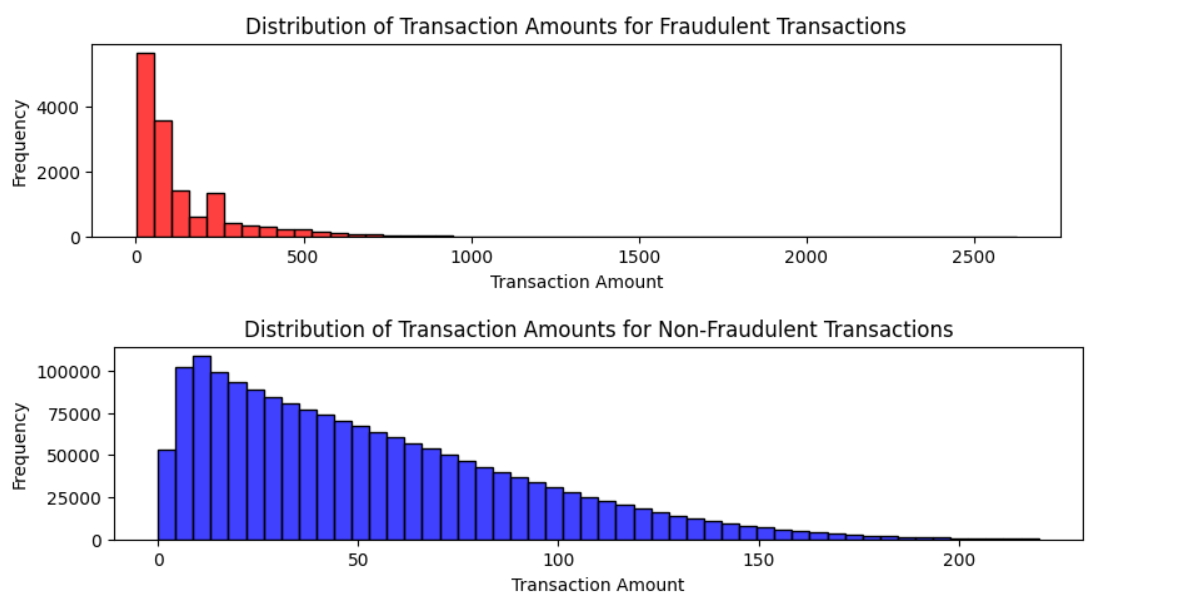 Distribution of Transaction Amounts for Fraudulent Transactions
Frequency
4000
2000
0
0 500 1000 1500 2000 2500
Transaction Amount
Distribution of Transaction Amounts for Non-Fraudulent Transactions
Frequency
100000
75000
50000
25000
0
0 50 100 150 200
Transaction Amount